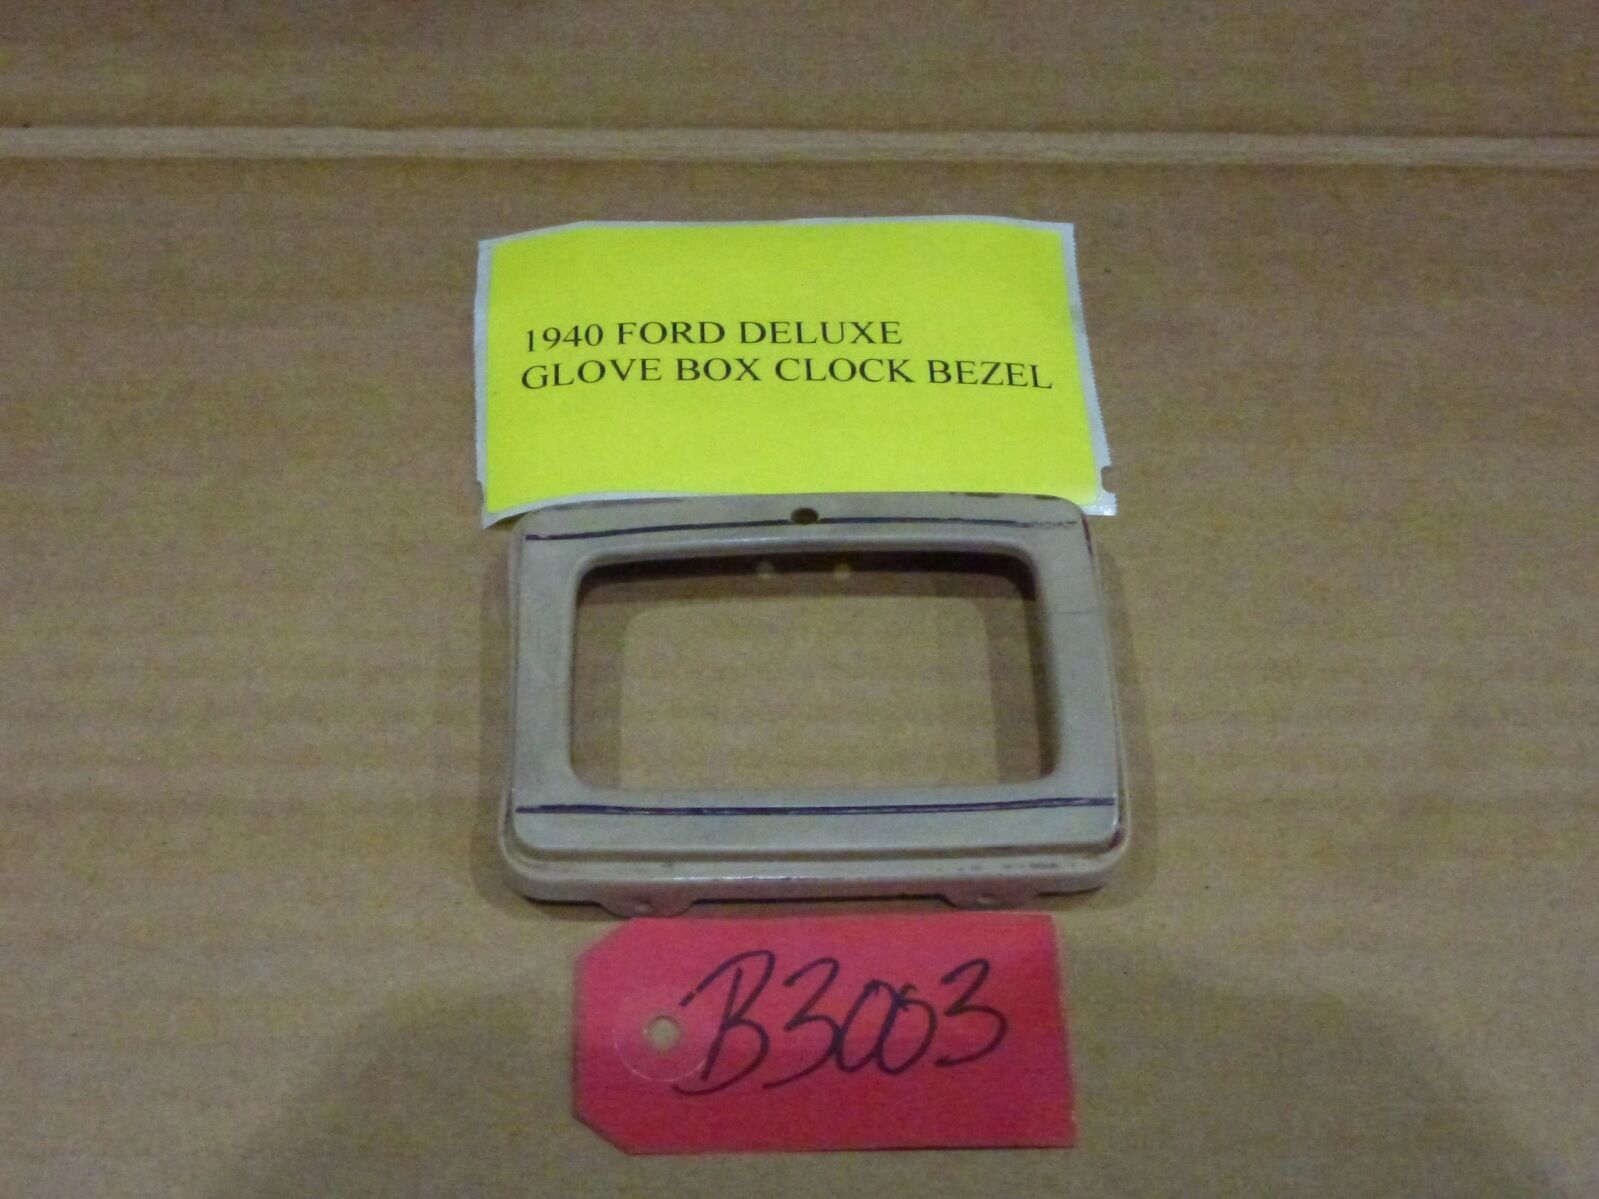 1940 FORD DELUXE
GLOVE BOX CLOCK BEZEL
B3003